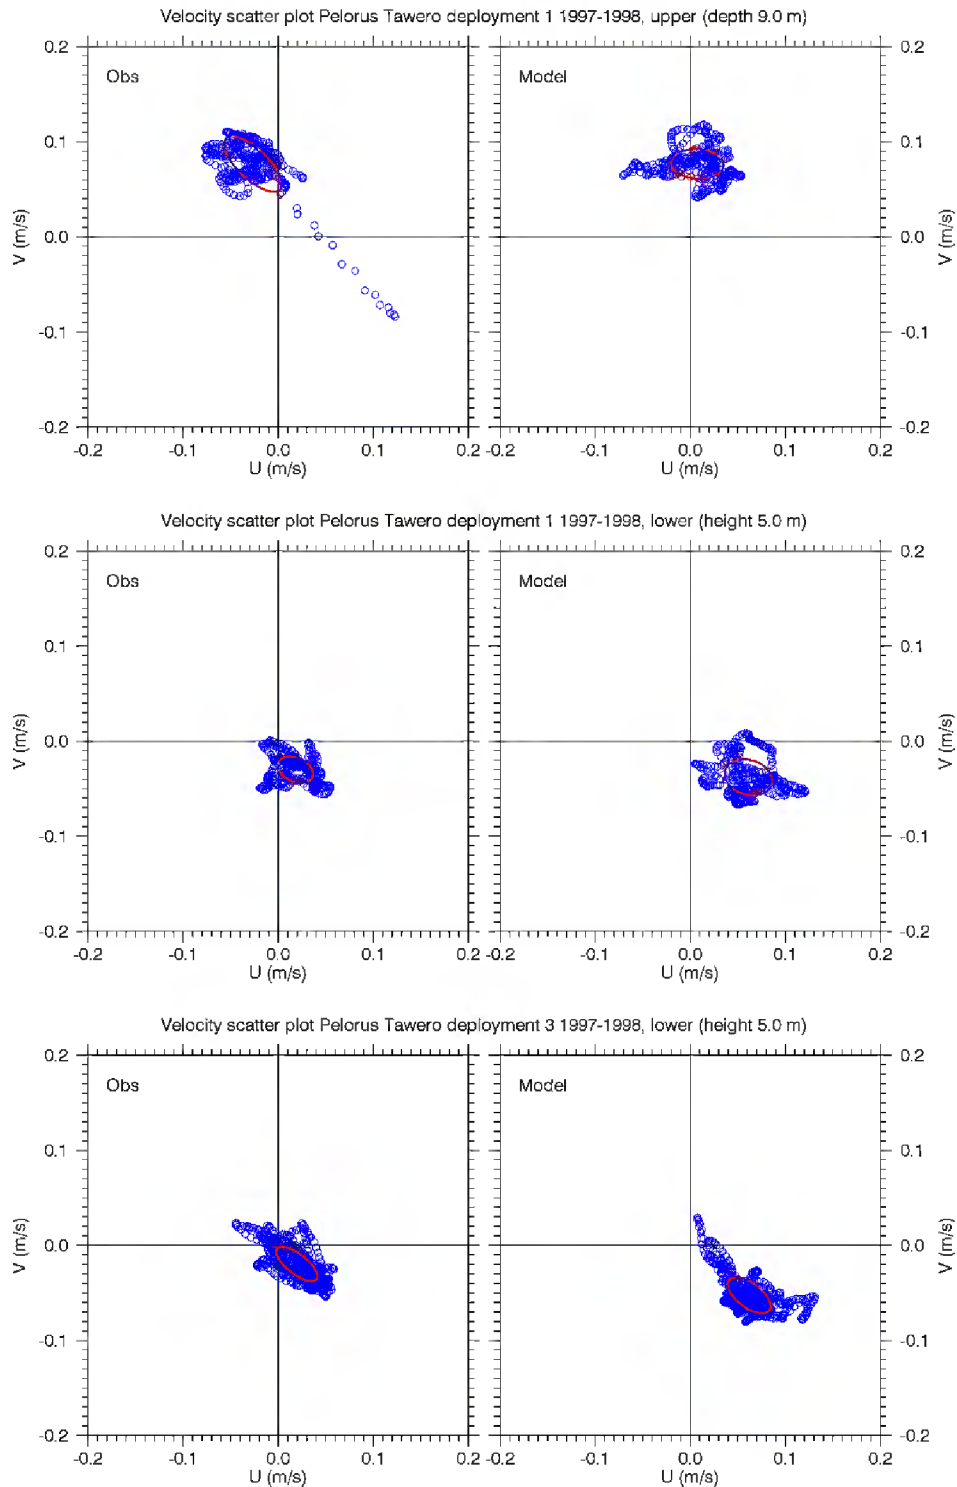 Velocity scatter plot Pelorus Tawero deployment 1 1997-1998, upper (depth 9.0 m)
0.2 0.2
Obs Model
0.1 0.1
V (m/s) 0.0 0.0 V (m/s)
-0.1 -0.1
-0.2 -0.2
-0.2 -0.1 0.0 0.1 0.2 -0.2 -0.1 0.0 0.1 0.2
U (m/s) U (m/s)
Velocity scatter plot Pelorus Tawero deployment 1 1997-1998, lower (height 5.0 m)
0.2 0.2
Obs Model
0.1 0.1
V (m/s) 0.0 0.0 V (m/s)
-0.1 -0.1
-0.2 -0.2
-0.2 -0.1 0.0 0.1 0.2 -0.2 -0.1 0.0 0.1 0.2
U (m/s) U (m/s)
Velocity scatter plot Pelorus Tawero deployment 3 1997-1998, lower (height 5.0 m)
0.2 0.2
Obs Model
0.1 0.1
V (m/s) 0.0 0.0 V (m/s)
-0.1 -0.1
-0.2 -0.2
-0.2 -0.1 0.0 0.1 0.2 -0.2 -0.1 0.0 0.1 0.2
U (m/s) U (m/s)